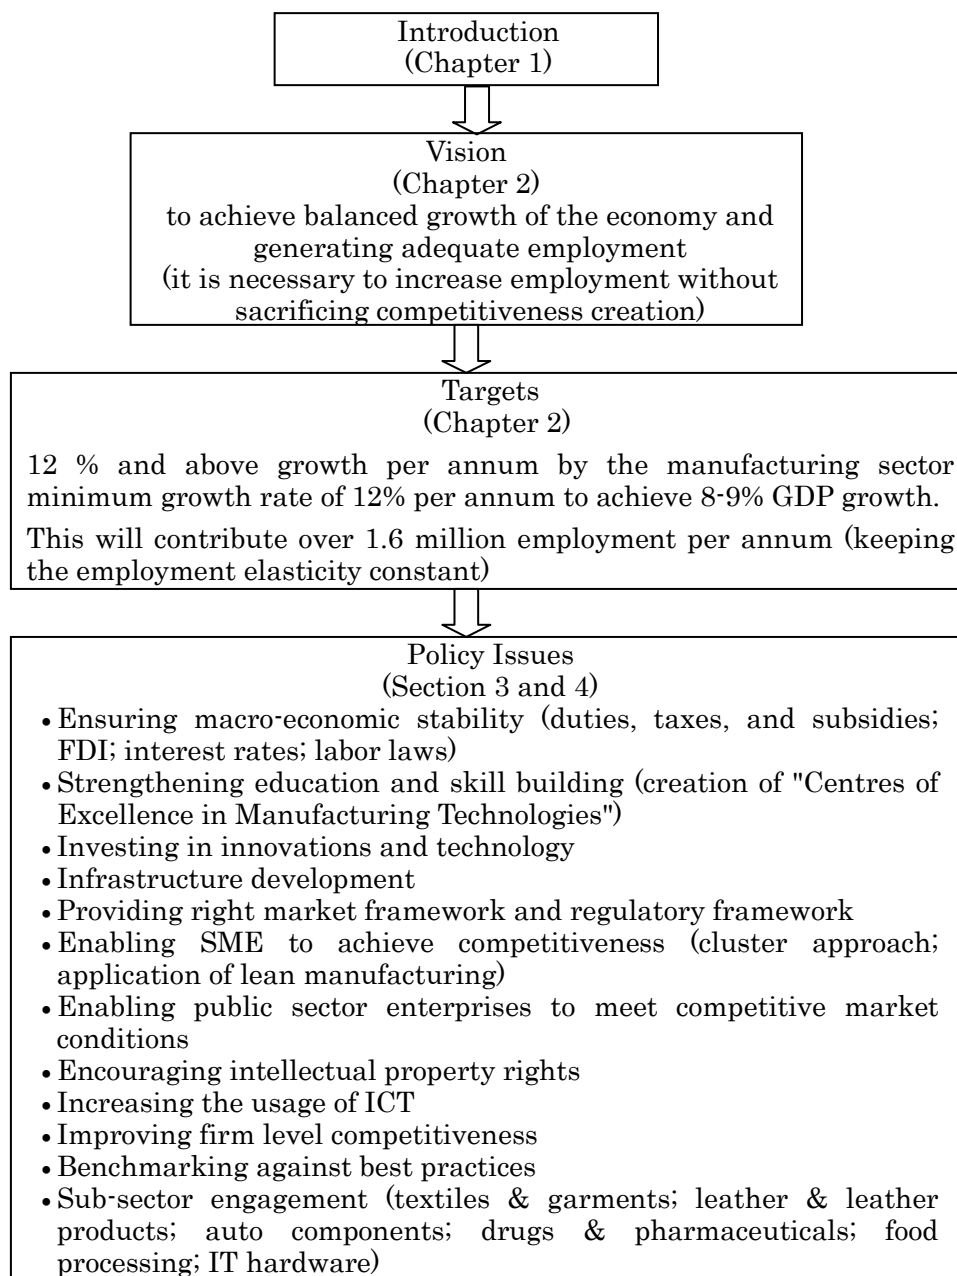 Introduction
(Chapter 1)
Vision
(Chapter 2)
to achieve balanced growth of the economy and
generating adequate employment
(it is necessary to increase employment without
sacrificing competitiveness creation)
Targets
(Chapter 2)
12 % and above growth per annum by the manufacturing sector
minimum growth rate of 12% per annum to achieve 8-9% GDP growth.
This will contribute over 1.6 million employment per annum (keeping
the employment elasticity constant)
Policy Issues
(Section 3 and 4)
• Ensuring macro-economic stability (duties, taxes, and subsidies;
FDI; interest rates; labor laws)
• Strengthening education and skill building (creation of "Centres of
Excellence in Manufacturing Technologies")
• Investing in innovations and technology
• Infrastructure development
• Providing right market framework and regulatory framework
• Enabling SME to achieve competitiveness (cluster approach;
application of lean manufacturing)
• Enabling public sector enterprises to meet competitive market
conditions
• Encouraging intellectual property rights
• Increasing the usage of ICT
• Improving firm level competitiveness
• Benchmarking against best practices
• Sub-sector engagement (textiles & garments; leather & leather
products; auto components; drugs & pharmaceuticals; food
processing; IT hardware)